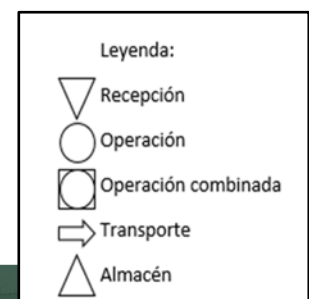 Leyenda:
Recepción
Operación
Operación combinada
Transporte
Almacén